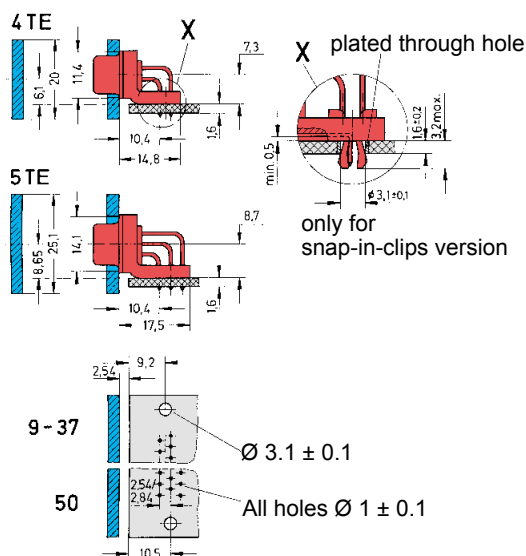 4 TE
X
7,3
6,1
20
11,4
10,4
14,8
1,6
X
plated through hole
min. 0,5
1,6±0,2
3,2max.
ϕ3,1±0,1
only for
snap-in-clips version
5 TE
8,7
8,65
25,1
14,1
10,4
17,5
1,6
9,2
2,54
9-37
Ø 3.1 ± 0.1
50
2,54/
2,84
All holes Ø 1 ± 0.1
10,5